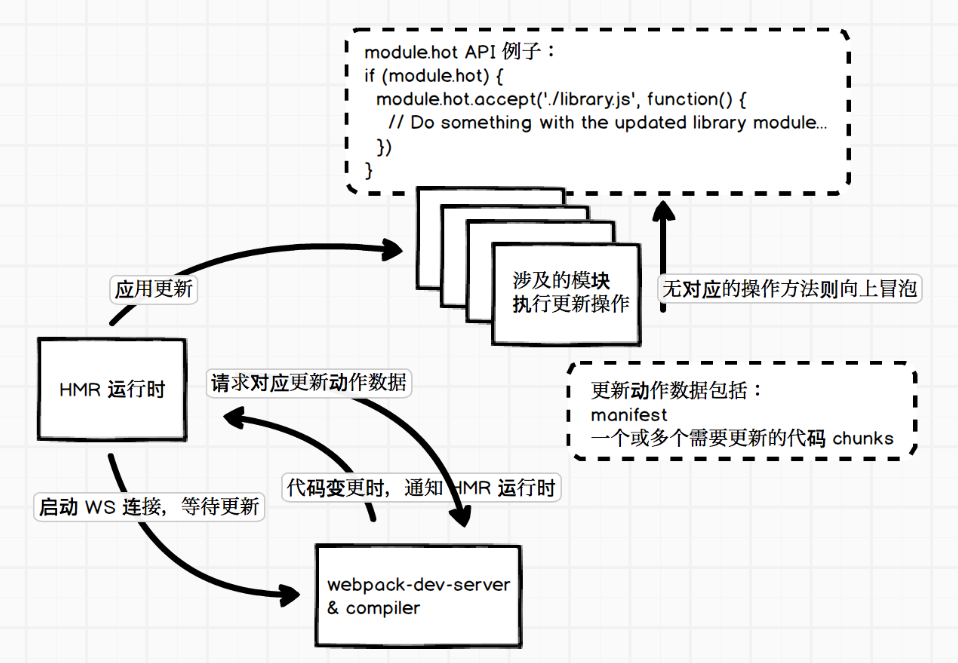 module.hot API 例子：
if (module.hot) {
module.hot.accept('./library.js', function() {
// Do something with the updated library module...
})
}
涉及的模块
执行更新操作
应用更新
无对应的操作方法则向上冒泡
HMR 运行时
请求对应更新动作数据
更新动作数据包括：
manifest
一个或多个需要更新的代码 chunks
代码变更时，通知 HMR 运行时
启动 WS 连接，等待更新
webpack-dev-server
& compiler